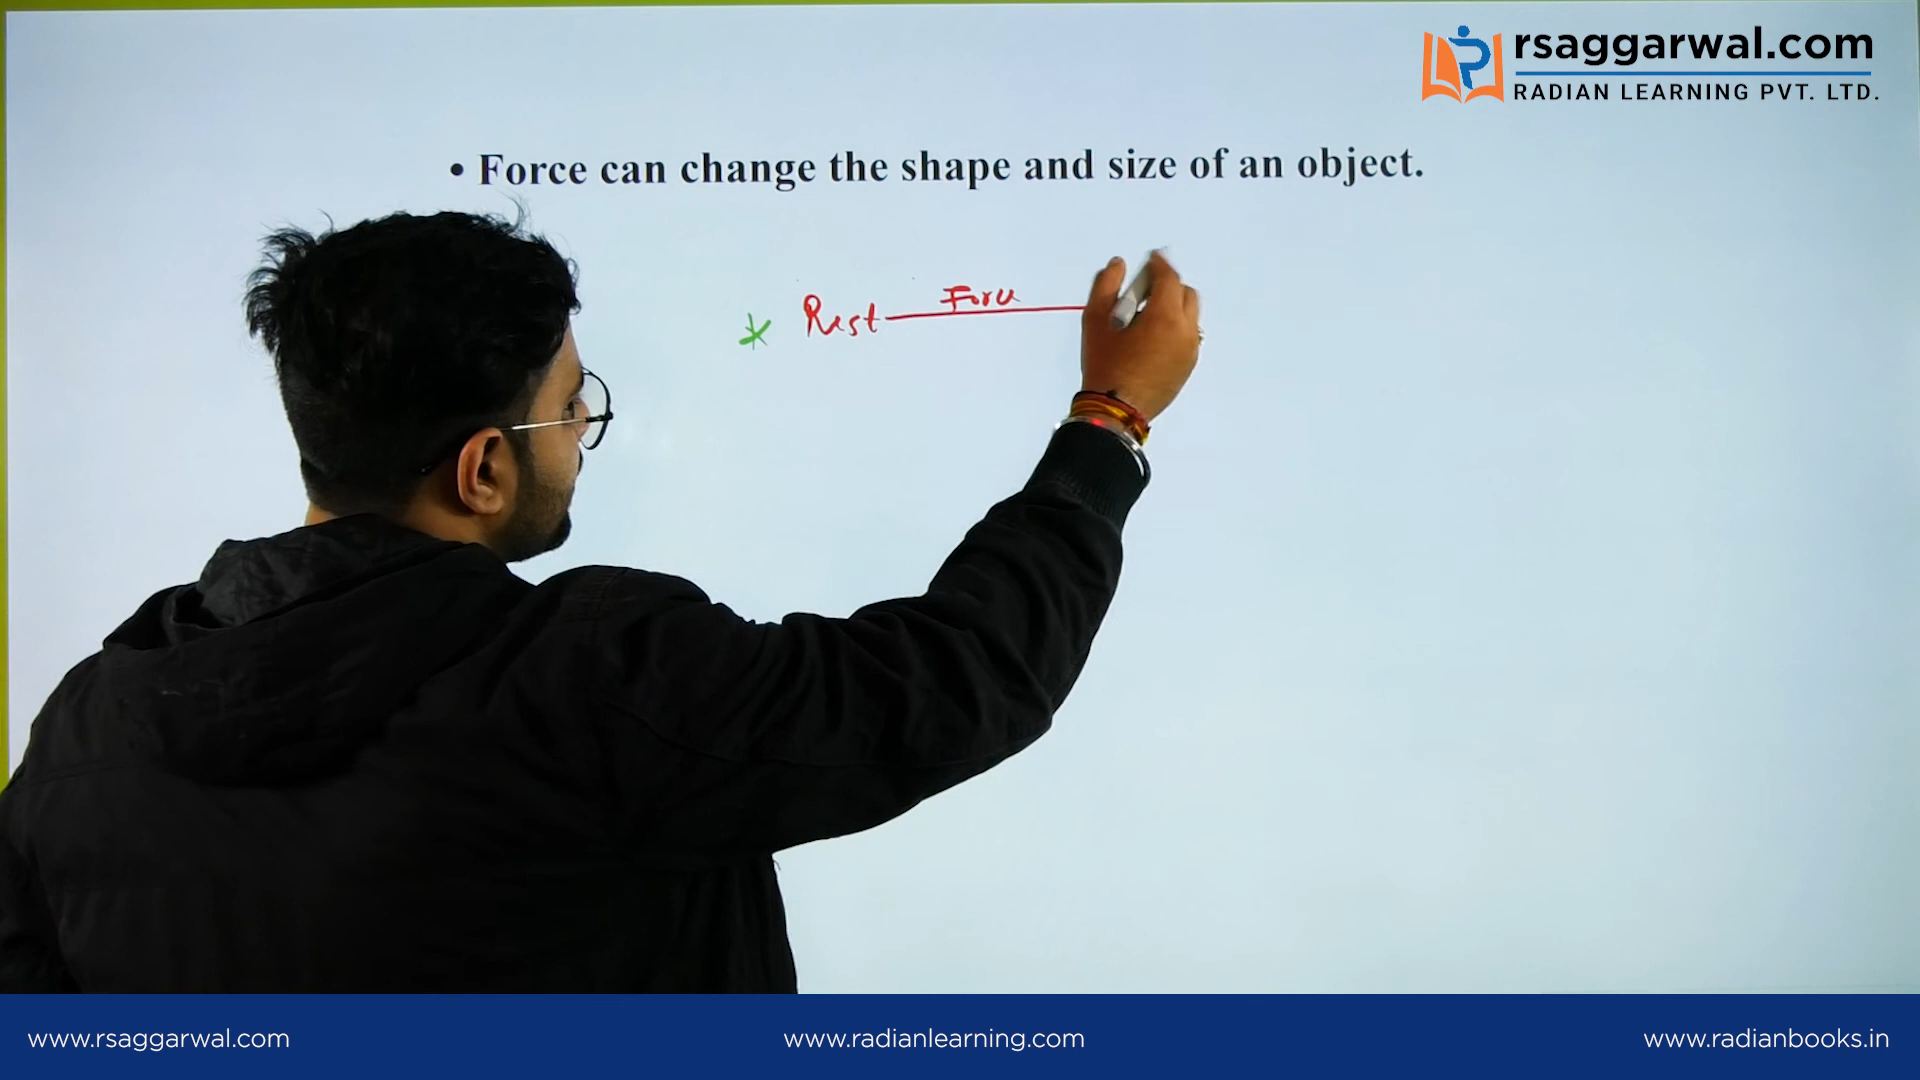 rsaggarwal.com
RADIAN LEARNING PVT. LTD.
• Force can change the shape and size of an object.
* Rest Force
www.rsaggarwal.com
www.radianlearning.com
www.radianbooks.in